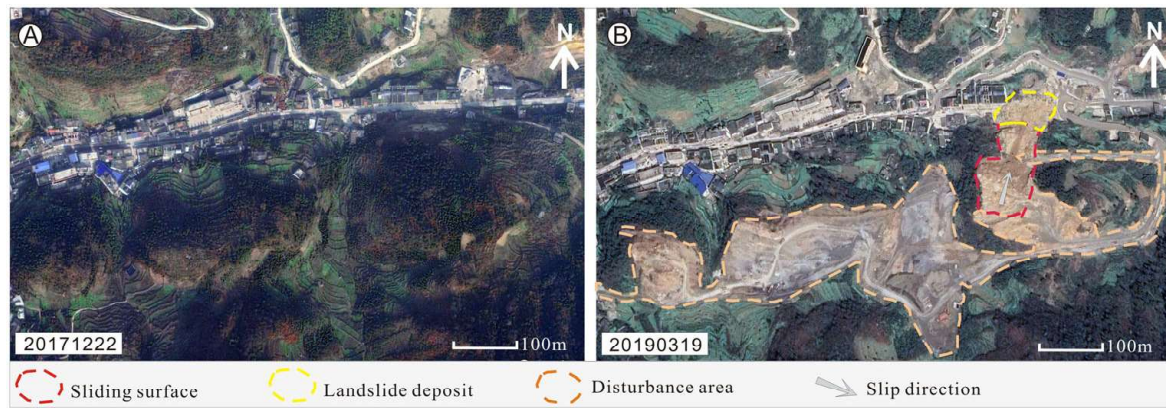 A
N
20171222
100m
B
N
20190319
100m
Sliding surface
Landslide deposit
Disturbance area
Slip direction